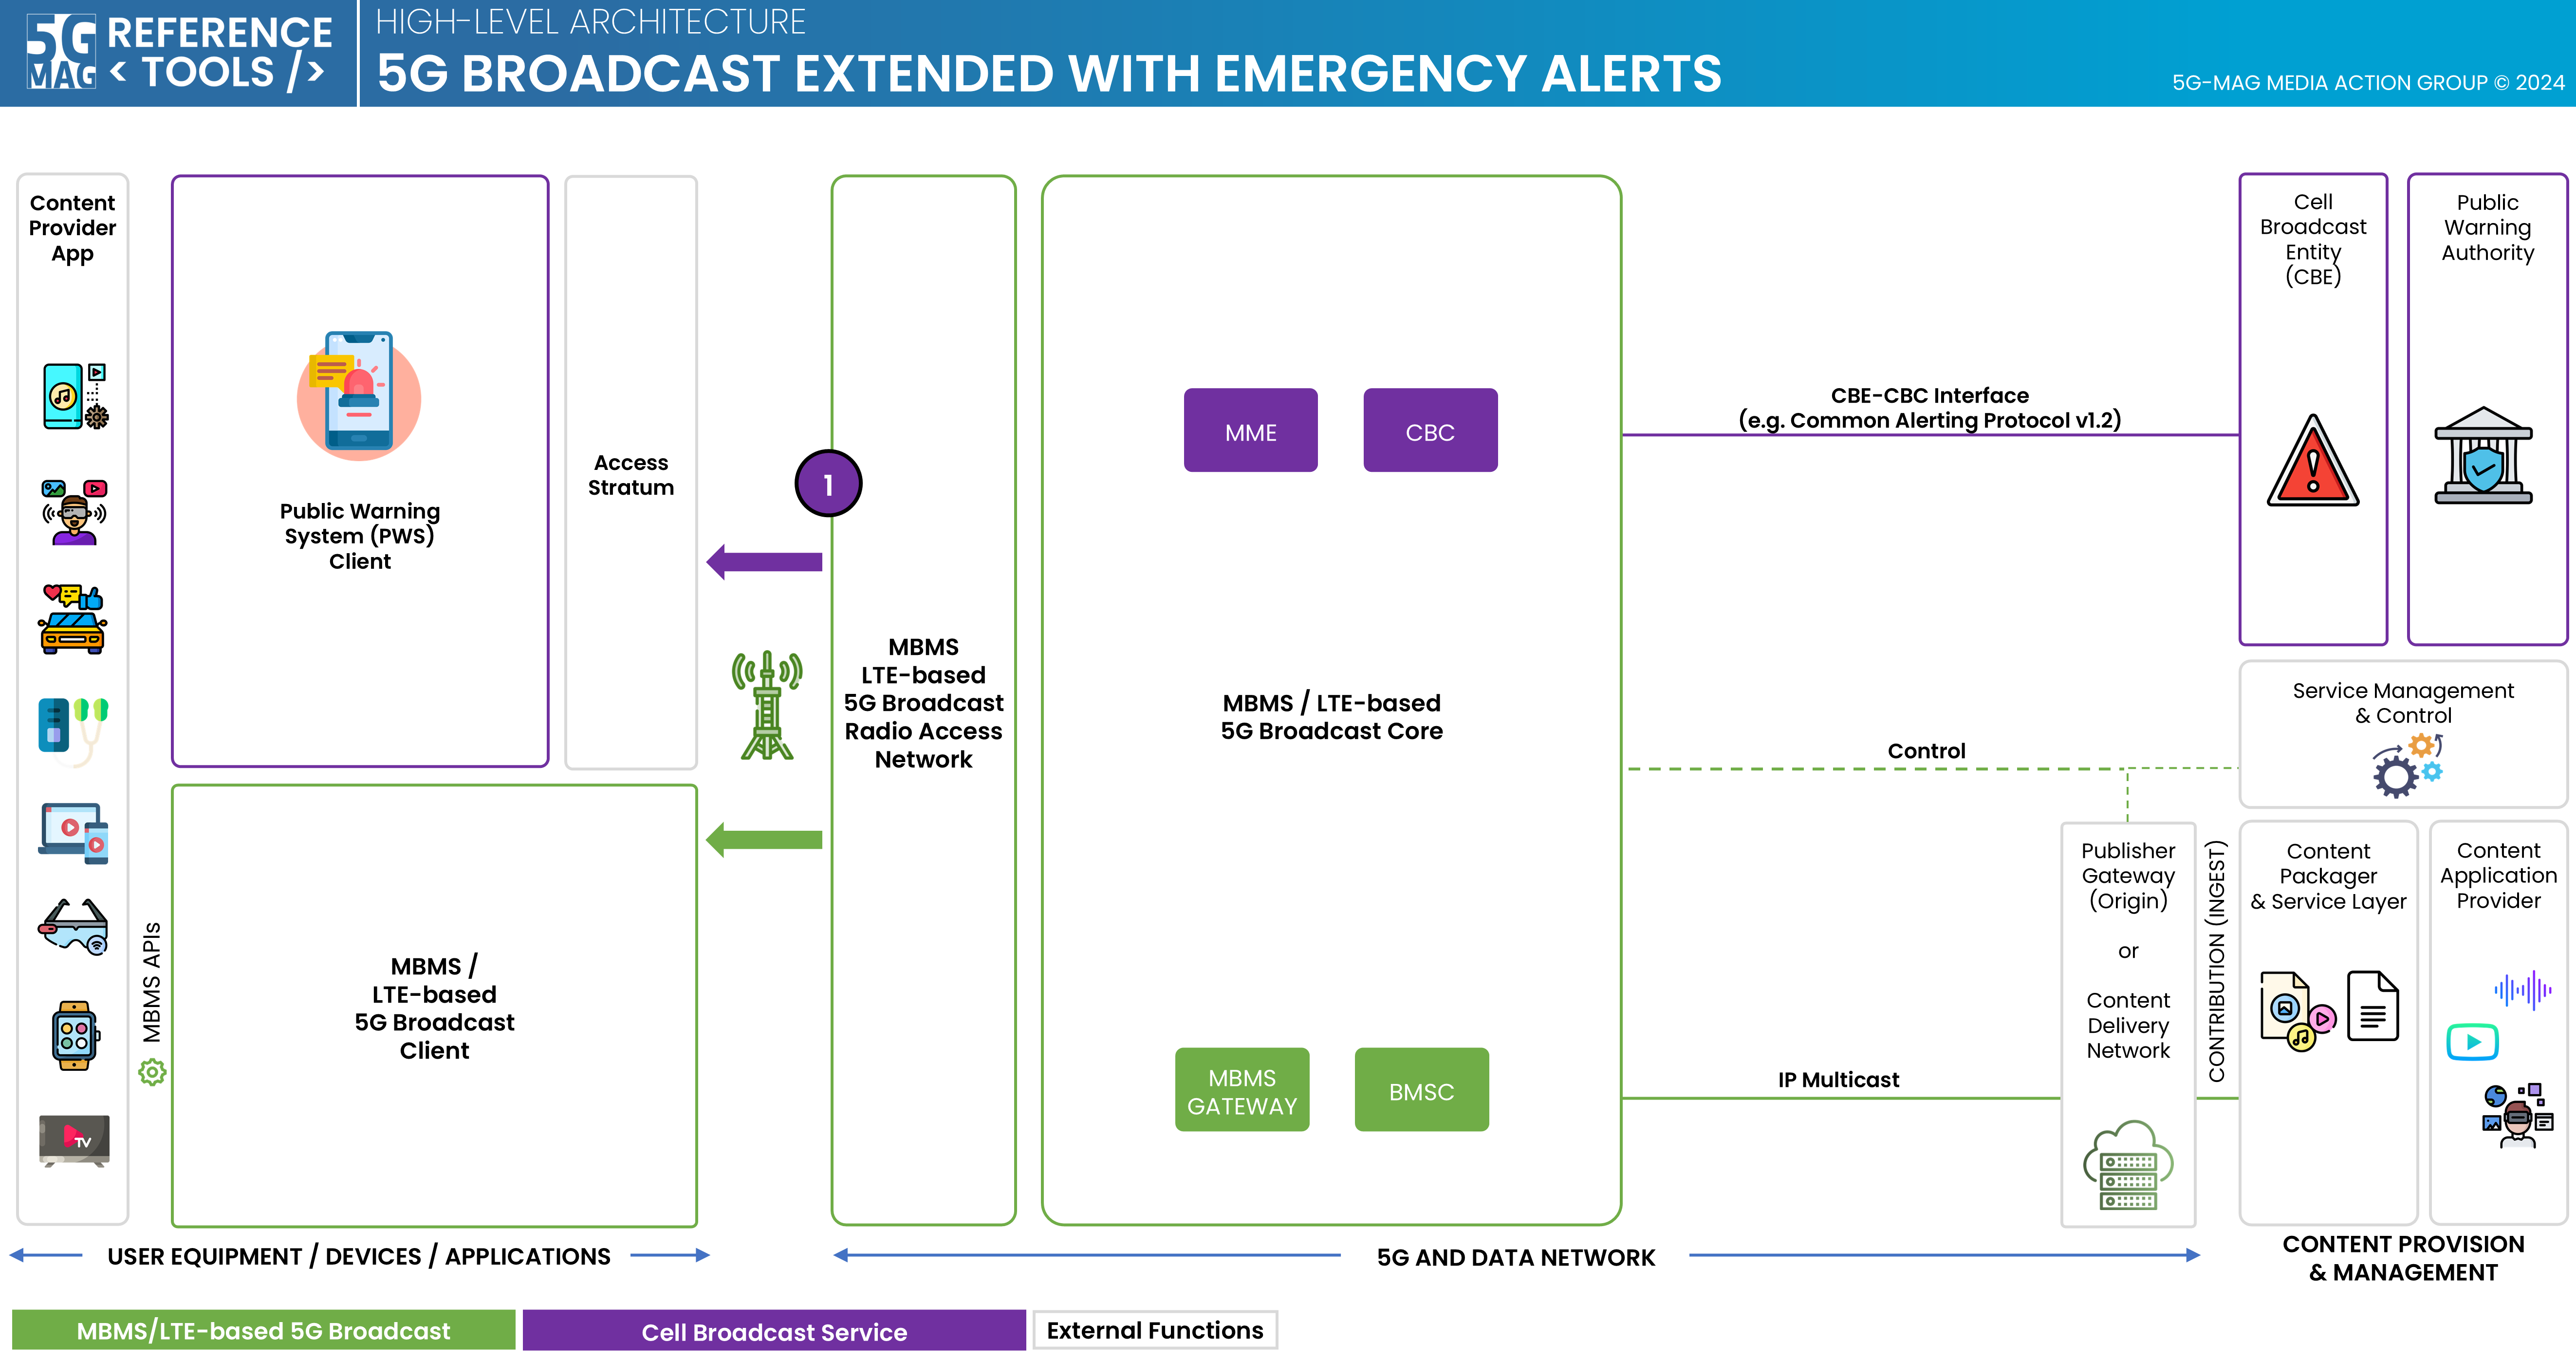 5G
MAG
REFERENCE
< TOOLS />
HIGH-LEVEL ARCHITECTURE
5G BROADCAST EXTENDED WITH EMERGENCY ALERTS
5G-MAG MEDIA ACTION GROUP © 2024
Content
Provider
App
TV
MBMS APIs
Public Warning
System (PWS)
Client
Access
Stratum
MBMS /
LTE-based
5G Broadcast
Client
1
MBMS
LTE-based
5G Broadcast
Radio Access
Network
MME
CBC
MBMS / LTE-based
5G Broadcast Core
MBMS
GATEWAY
BMSC
CBE-CBC Interface
(e.g. Common Alerting Protocol v1.2)
Control
IP Multicast
Cell
Broadcast
Entity
(CBE)
Public
Warning
Authority
Service Management
& Control
Publisher
Gateway
(Origin)
or
Content
Delivery
Network
CONTRIBUTION (INGEST)
Content
Packager
& Service Layer
Content
Application
Provider
USER EQUIPMENT / DEVICES / APPLICATIONS
5G AND DATA NETWORK
CONTENT PROVISION
& MANAGEMENT
MBMS/LTE-based 5G Broadcast
Cell Broadcast Service
External Functions